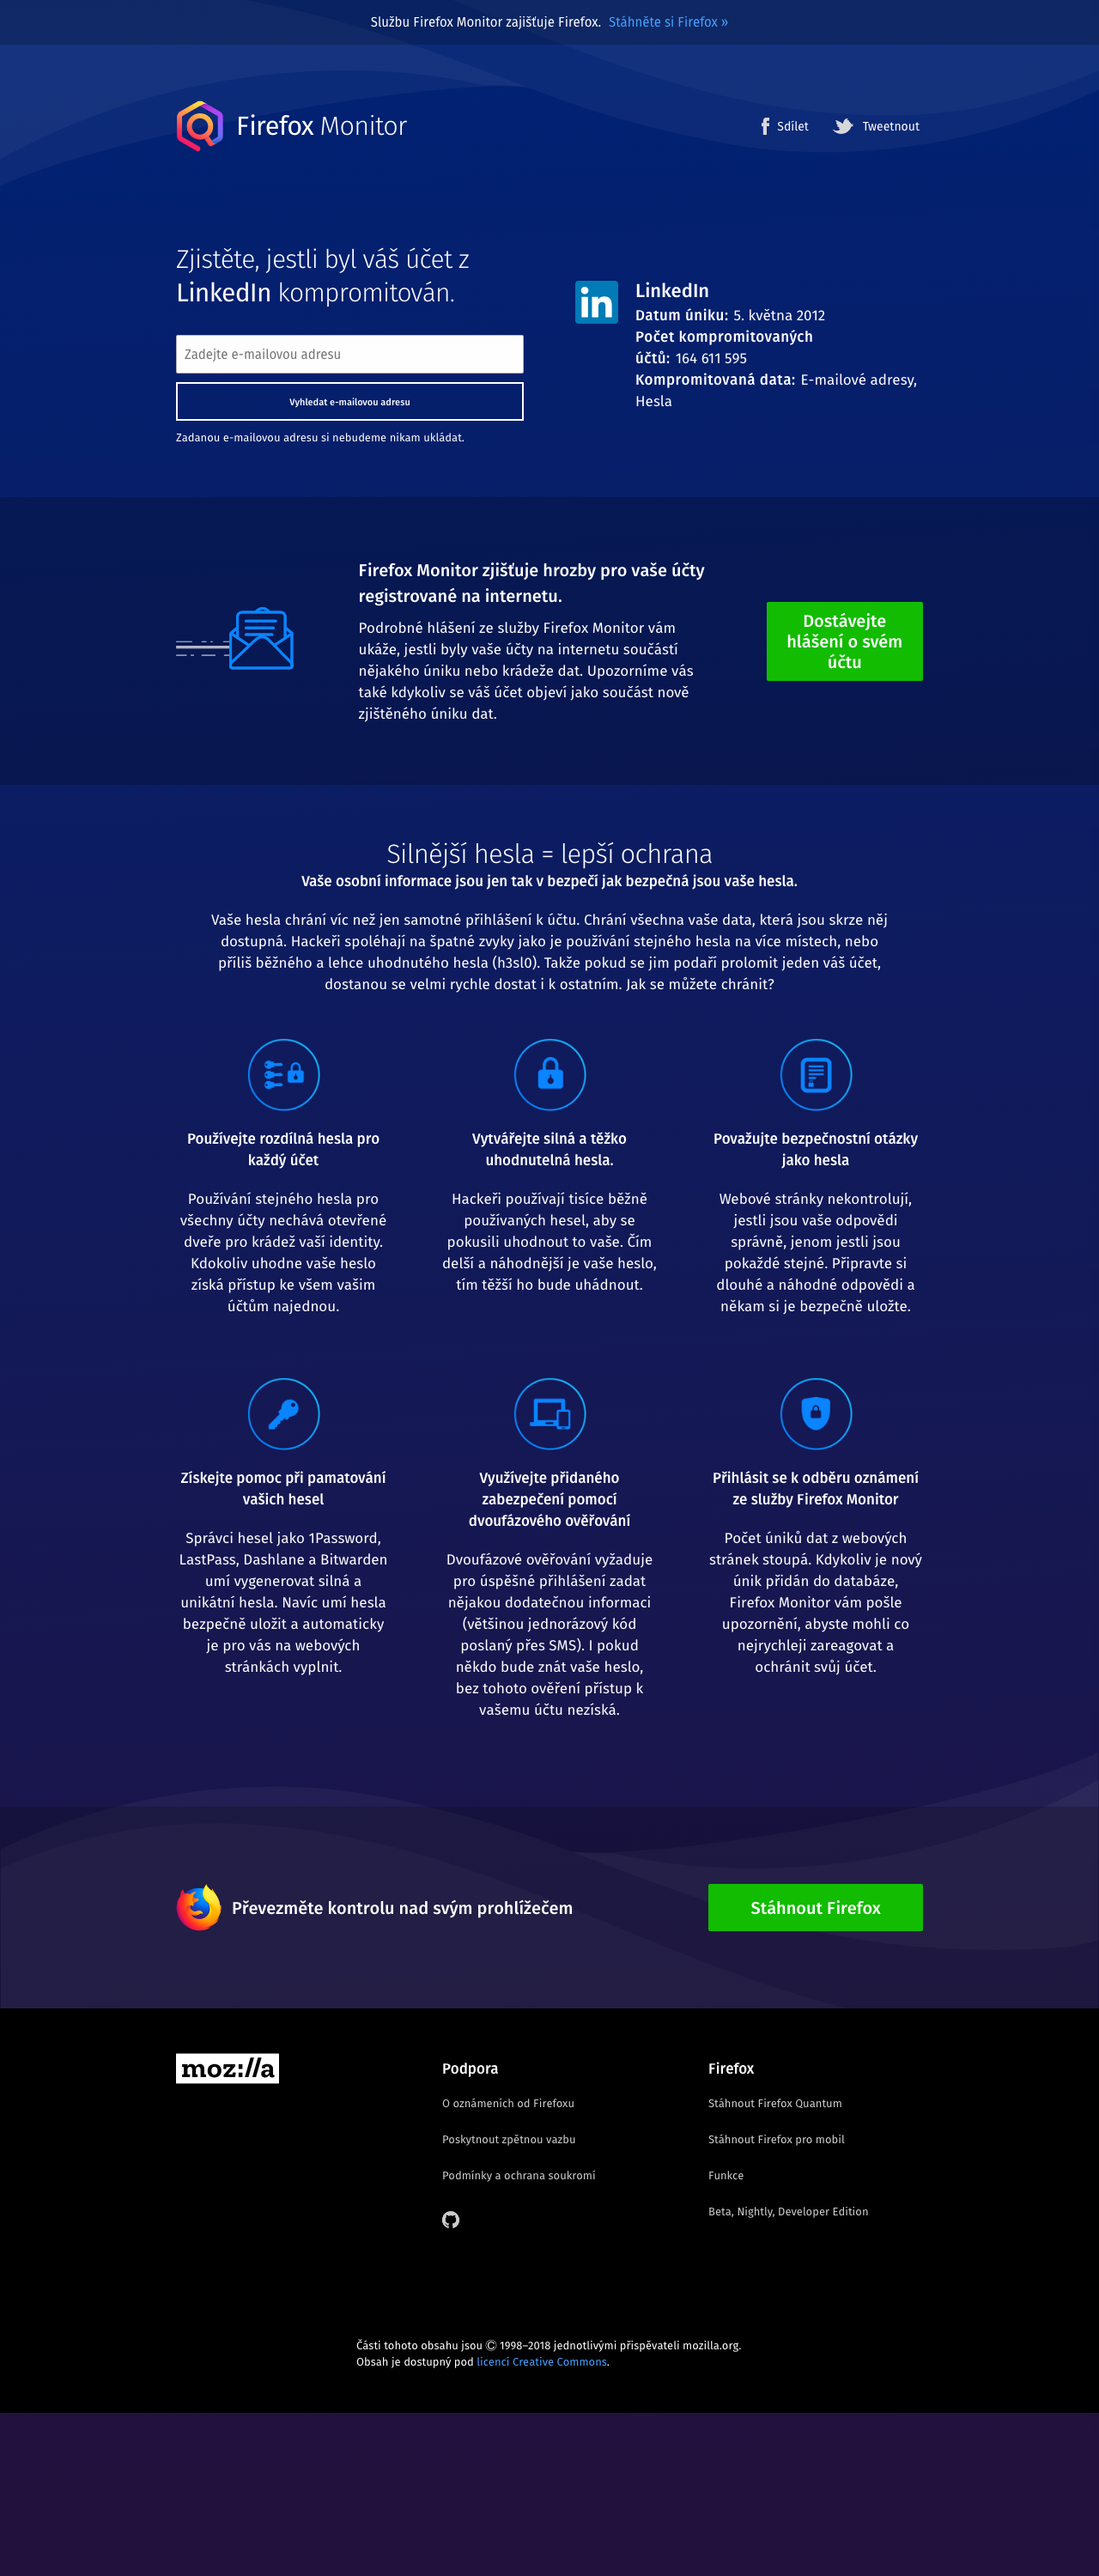 Službu Firefox Monitor zajišťuje Firefox. Stáhněte si Firefox »
Firefox Monitor
Sdílet
Tweetnout
Zjistěte, jestli byl váš účet z
LinkedIn kompromitován.
Zadejte e-mailovou adresu
Vyhledat e-mailovou adresu
Zadanou e-mailovou adresu si nebudeme nikam ukládat.
in
LinkedIn
Datum úniku: 5. května 2012
Počet kompromitovaných
účtů: 164 611 595
Kompromitovaná data: E-mailové adresy,
Hesla
Firefox Monitor zjišťuje hrozby pro vaše účty
registrované na internetu.
Podrobné hlášení ze služby Firefox Monitor vám
ukáže, jestli byly vaše účty na internetu součástí
nějakého úniku nebo krádeže dat. Upozorníme vás
také kdykoliv se váš účet objeví jako součást nově
zjištěného úniku dat.
Dostávejte
hlášení o svém
účtu
Silnější hesla = lepší ochrana
Vaše osobní informace jsou jen tak v bezpečí jak bezpečná jsou vaše hesla.
Vaše hesla chrání víc než jen samotné přihlášení k účtu. Chrání všechna vaše data, která jsou skrze něj
dostupná. Hackeři spoléhají na špatné zvyky jako je používání stejného hesla na více místech, nebo
příliš běžného a lehce uhodnutého hesla (h3sl0). Takže pokud se jim podaří prolomit jeden váš účet,
dostanou se velmi rychle dostat i k ostatním. Jak se můžete chránit?
Používejte rozdílná hesla pro
každý účet
Používání stejného hesla pro
všechny účty nechává otevřené
dveře pro krádež vaší identity.
Kdokoliv uhodne vaše heslo
získá přístup ke všem vašim
účtům najednou.
Vytvářejte silná a těžko
uhodnutelná hesla.
Hackeři používají tisíce běžně
používaných hesel, aby se
pokusili uhodnout to vaše. Čím
delší a náhodnější je vaše heslo,
tím těžší ho bude uhádnout.
Považujte bezpečnostní otázky
jako hesla
Webové stránky nekontrolují,
jestli jsou vaše odpovědi
správně, jenom jestli jsou
pokaždé stejné. Připravte si
dlouhé a náhodné odpovědi a
někam si je bezpečně uložte.
Získejte pomoc při pamatování
vašich hesel
Správci hesel jako 1Password,
LastPass, Dashlane a Bitwarden
umí vygenerovat silná a
unikátní hesla. Navíc umí hesla
bezpečně uložit a automaticky
je pro vás na webových
stránkách vyplnit.
Využívejte přidaného
zabezpečení pomocí
dvoufázového ověřování
Dvoufázové ověřování vyžaduje
pro úspěšné přihlášení zadat
nějakou dodatečnou informaci
(většinou jednorázový kód
poslaný přes SMS). I pokud
někdo bude znát vaše heslo,
bez tohoto ověření přístup k
vašemu účtu nezíská.
Přihlásit se k odběru oznámení
ze služby Firefox Monitor
Počet úniků dat z webových
stránek stoupá. Kdykoliv je nový
únik přidán do databáze,
Firefox Monitor vám pošle
upozornění, abyste mohli co
nejrychleji zareagovat a
ochránit svůj účet.
Převezměte kontrolu nad svým prohlížečem
Stáhnout Firefox
moz://a
Podpora
O oznámeních od Firefoxu
Poskytnout zpětnou vazbu
Podmínky a ochrana soukromí
Firefox
Stáhnout Firefox Quantum
Stáhnout Firefox pro mobil
Funkce
Beta, Nightly, Developer Edition
Části tohoto obsahu jsou © 1998–2018 jednotlivými přispěvateli mozilla.org.
Obsah je dostupný pod licencí Creative Commons.